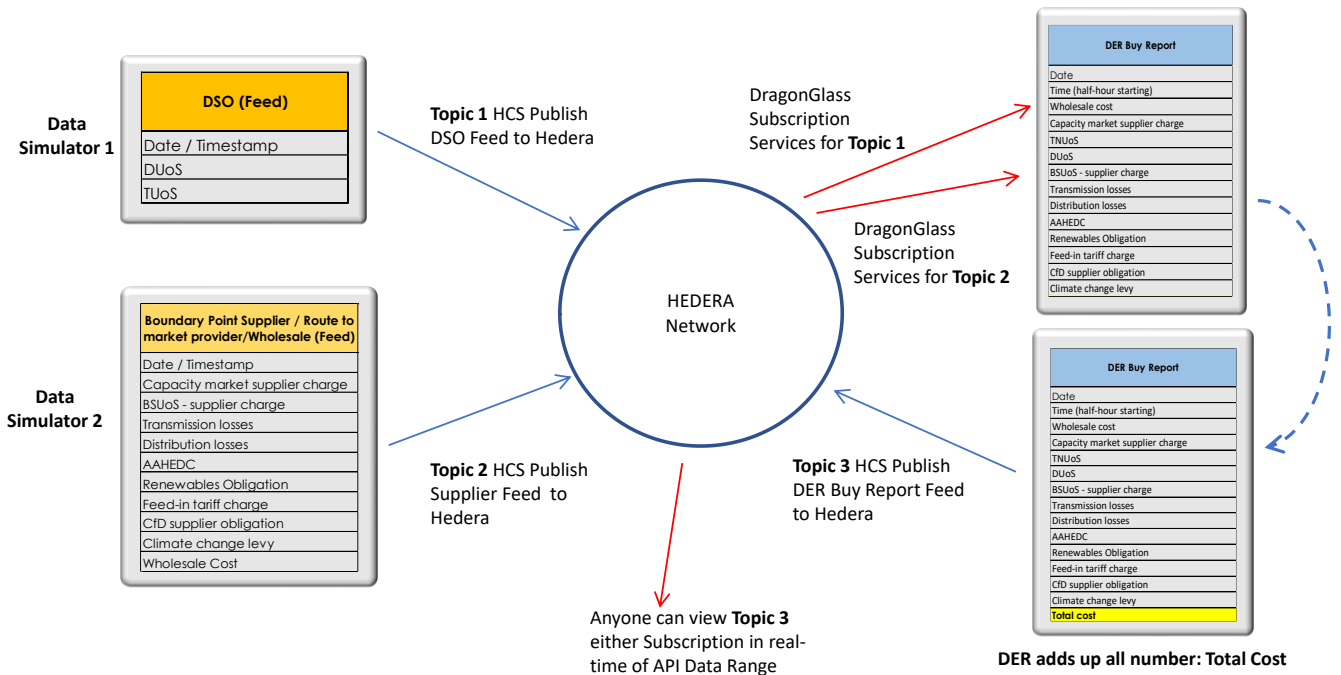 Data
Simulator 1
DSO (Feed)
Date / Timestamp
DUoS
TUoS
Topic 1 HCS Publish
DSO Feed to Hedera
DragonGlass
Subscription
Services for Topic 1
DER Buy Report
Date
Time (half-hour starting)
Wholesale cost
Capacity market supplier charge
TNUoS
DUoS
BSUoS - supplier charge
Transmission losses
Distribution losses
AAHEDC
Renewables Obligation
Feed-in tariff charge
CfD supplier obligation
Climate change levy
DragonGlass
Subscription
Services for Topic 2
HEDERA
Network
Data
Simulator 2
Boundary Point Supplier / Route to
market provider/Wholesale (Feed)
Date / Timestamp
Capacity market supplier charge
BSUoS - supplier charge
Transmission losses
Distribution losses
AAHEDC
Renewables Obligation
Feed-in tariff charge
CfD supplier obligation
Climate change levy
Wholesale Cost
Topic 2 HCS Publish
Supplier Feed to
Hedera
Topic 3 HCS Publish
DER Buy Report Feed
to Hedera
DER Buy Report
Date
Time (half-hour starting)
Wholesale cost
Capacity market supplier charge
TNUoS
DUoS
BSUoS - supplier charge
Transmission losses
Distribution losses
AAHEDC
Renewables Obligation
Feed-in tariff charge
CfD supplier obligation
Climate change levy
Total cost
Anyone can view Topic 3
either Subscription in real-
time of API Data Range
DER adds up all number: Total Cost